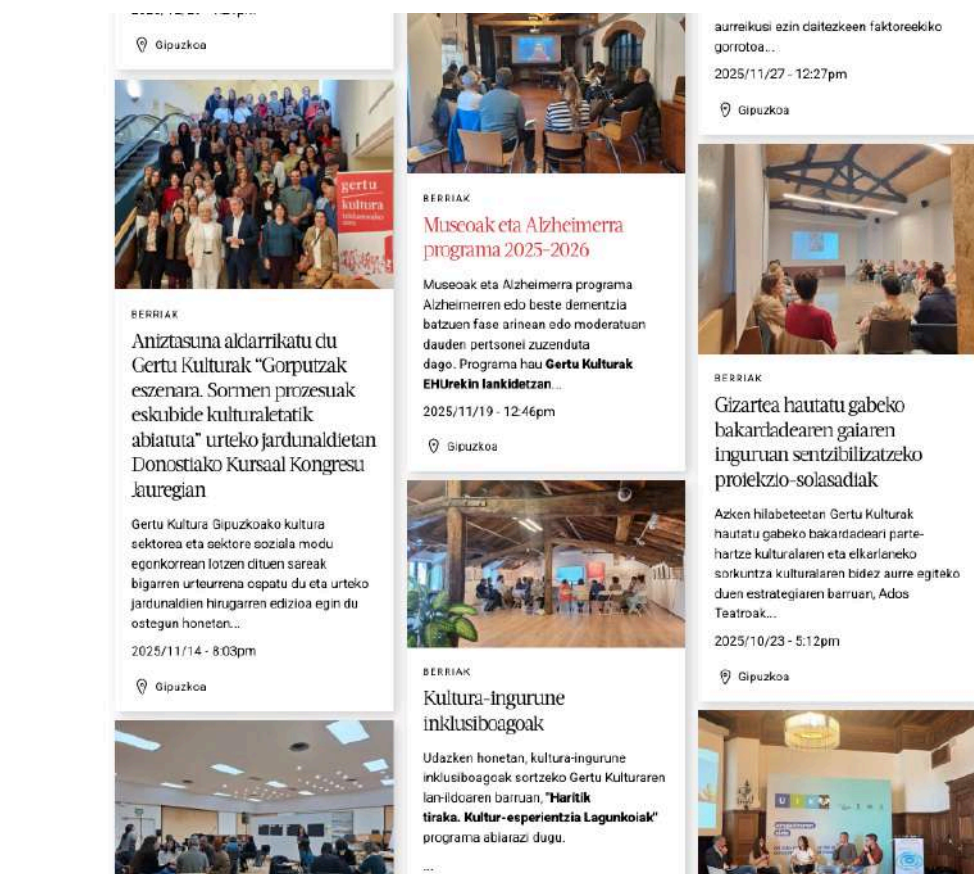 Gipuzkoa
gertu
kultura
BERRIAK
Aniztasuna aldarrikatu du
Gertu Kulturak “Gorputzak
eszenara. Sormen prozesuak
eskubide kulturaletatik
abiatuta” urteko jardunaldietan
Donostiako Kursaal Kongresu
Jauregian
Gertu Kultura Gipuzkoako kultura
sektorea eta sektore soziala modu
egonkorrean lotzen dituen sareak
bigarren urteurrena ospatu du eta urteko
jardunaldien hirugarren edizioa egin du
ostegun honetan...
2025/11/14 - 8:03pm
Gipuzkoa
BERRIAK
Museoak eta Alzheimerra
programa 2025-2026
Museoak eta Alzheimerra programa
Alzheimerren edo beste dementzia
batzuen fase arinean edo moderatuan
dauden pertsonei zuzenduta
dago. Programa hau Gertu Kulturak
EHUrekin lankidetzan...
2025/11/19 - 12:46pm
Gipuzkoa
BERRIAK
Kultura-ingurune
inklusiboagoak
Udazken honetan, kultura-ingurune
inklusiboagoak sortzeko Gertu Kulturaren
lan-ildoaren barruan, "Haritik
tiraka. Kultur-esperientzia Lagunkoiak"
programa abiarazi dugu.
...
aurreikusi ezin daitezkeen faktoreekiko
gorrotoa...
2025/11/27 - 12:27pm
Gipuzkoa
BERRIAK
Gizartea hautatu gabeko
bakardadearen gaiaren
inguruan sentzibilizatzeko
proiekzio-solasadiak
Azken hilabeteetan Gertu Kulturak
hautatu gabeko bakardadeari parte-
hartze kulturalaren eta elkarlaneko
sorkuntza kulturalaren bidez aurre egiteko
duen estrategiaren barruan, Ados
Teatroak...
2025/10/23 - 5:12pm
Gipuzkoa